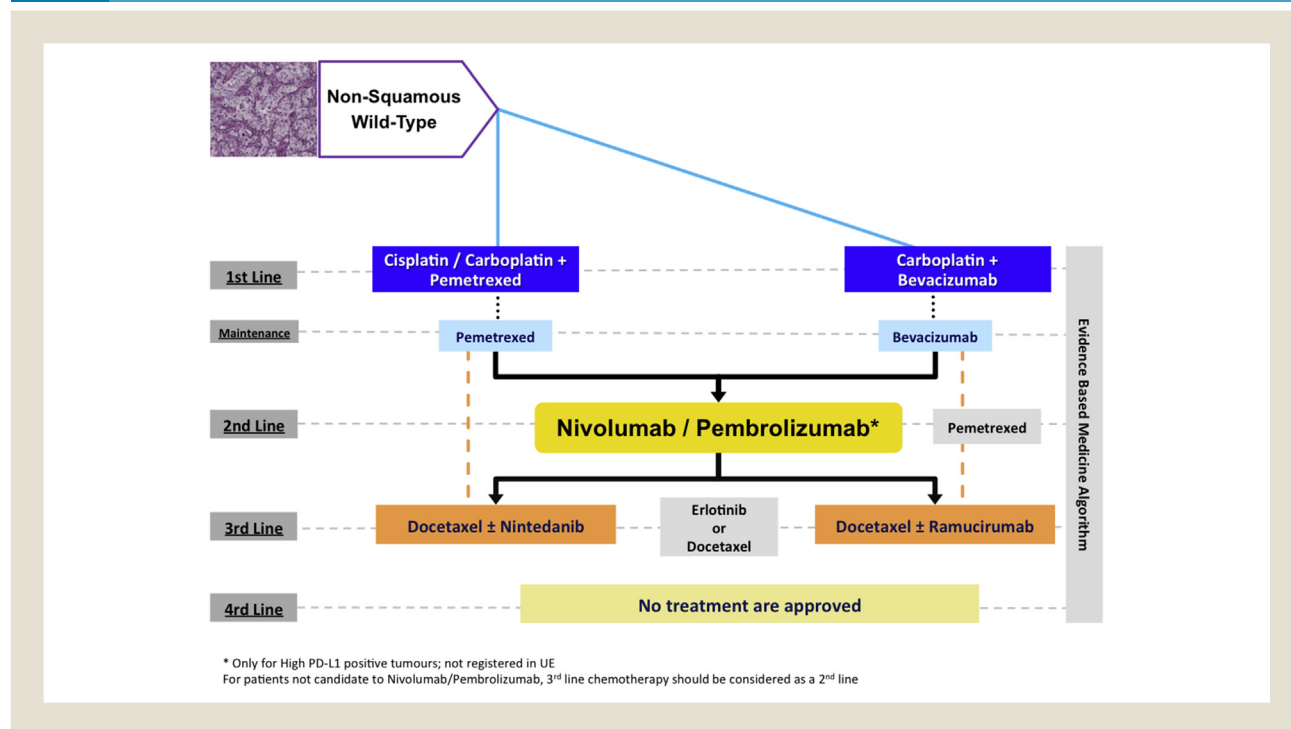 Non-Squamous
Wild-Type
1st Line
Cisplatin / Carboplatin +
Pemetrexed
Carboplatin +
Bevacizumab
Maintenance
Pemetrexed
Bevacizumab
2nd Line
Nivolumab / Pembrolizumab*
Pemetrexed
3rd Line
Docetaxel ± Nintedanib
Erlotinib
or
Docetaxel
Docetaxel ± Ramucirumab
4rd Line
No treatment are approved
Evidence Based Medicine Algorithm
* Only for High PD-L1 positive tumours; not registered in UE
For patients not candidate to Nivolumab/Pembrolizumab, 3rd line chemotherapy should be considered as a 2nd line